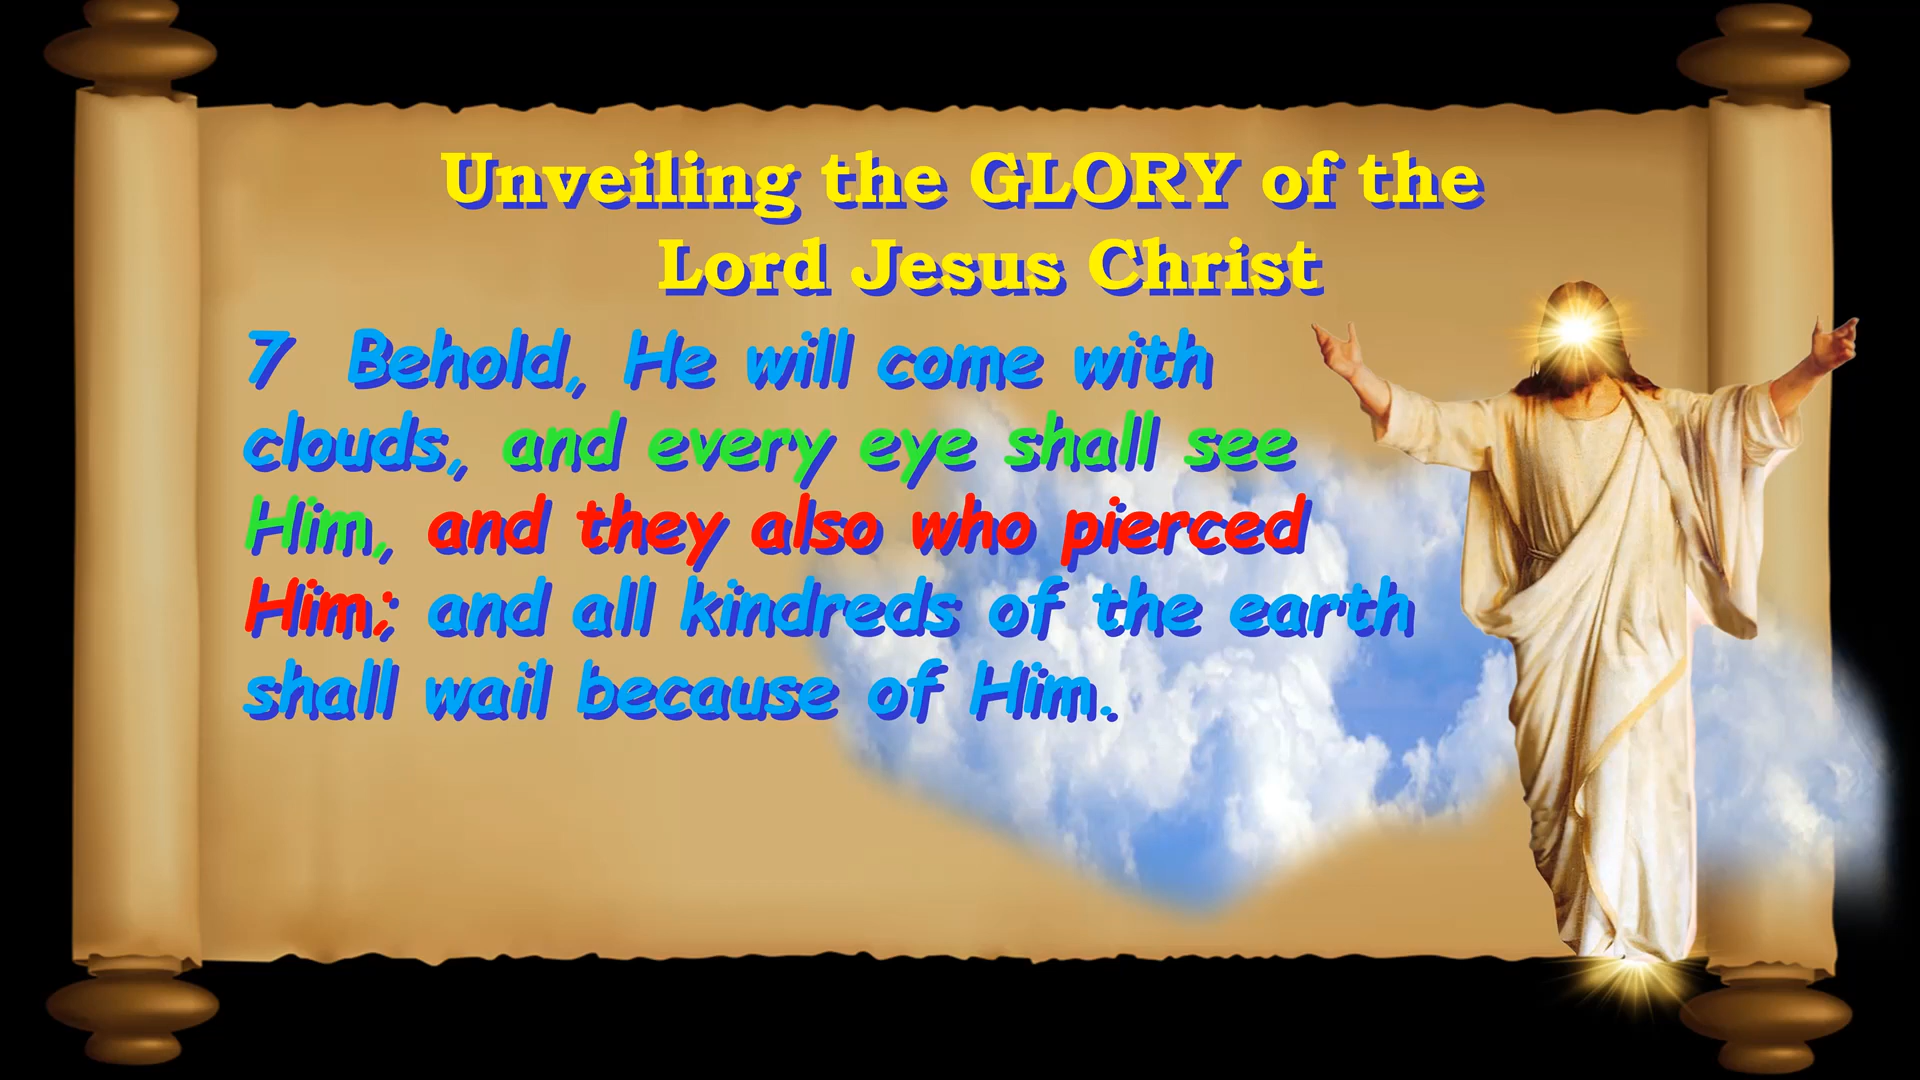 Unveiling the GLORY of the
Lord Jesus Christ
7 Behold, He will come with
clouds, and every eye shall see
Him, and they also who pierced
Him; and all kindreds of the earth
shall wail because of Him.